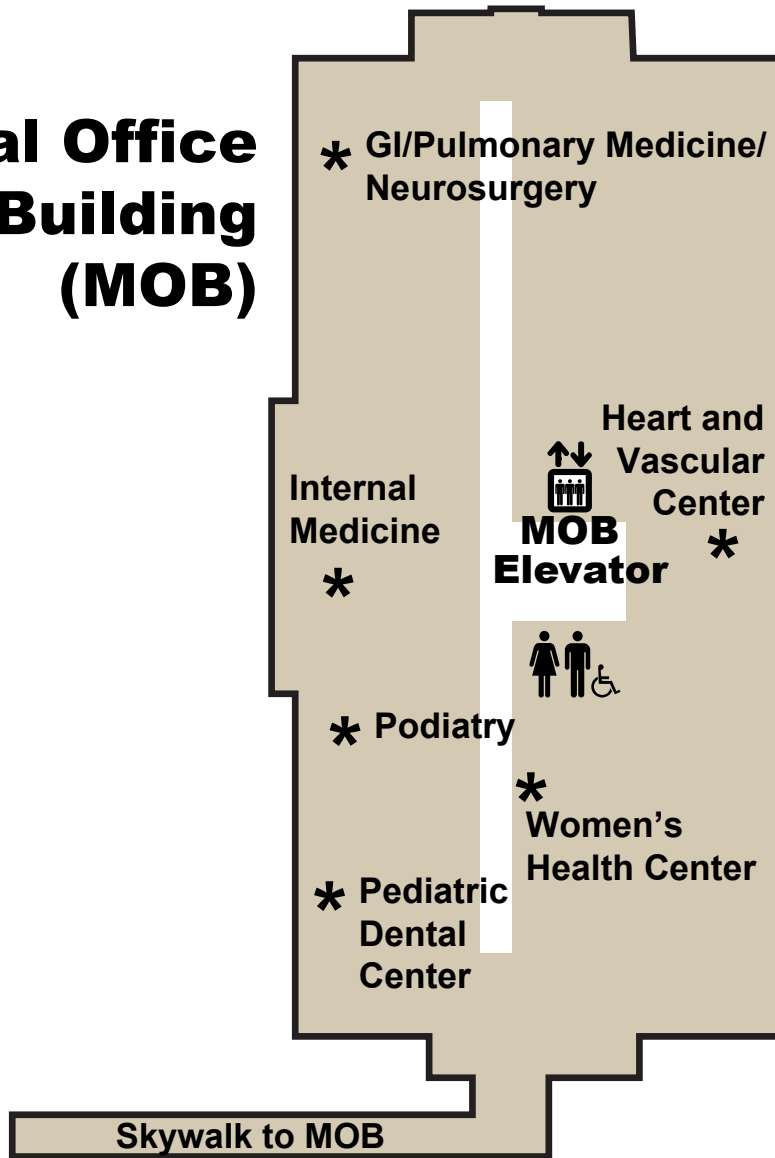 al Office
Building
(MOB)
GI/Pulmonary Medicine/
Neurosurgery
Heart and
Vascular
Center
Internal
Medicine
MOB
Elevator
Podiatry
Women’s
Health Center
Pediatric
Dental
Center
Skywalk to MOB